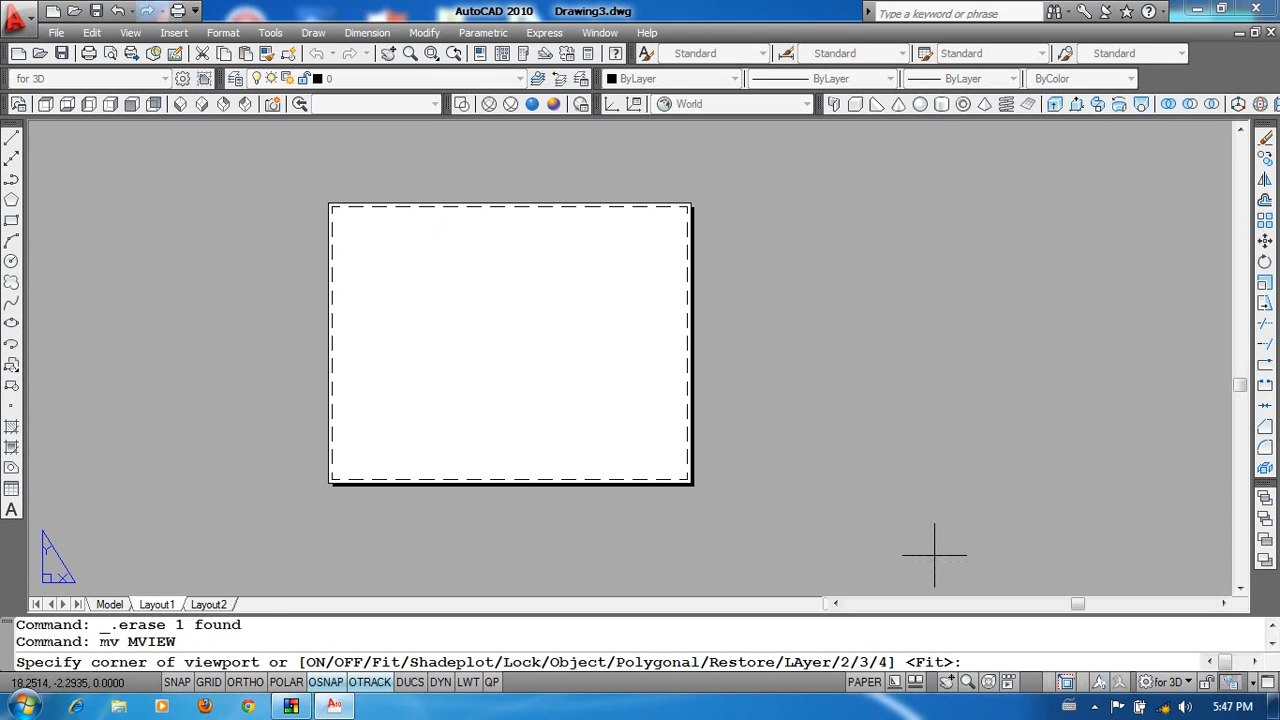 AutoCAD 2010 Drawing3.dwg
Type a keyword or phrase
File Edit View Insert Format Tools Draw Dimension Modify Parametric Express Window Help
Standard Standard Standard Standard
for 3D 0 ByLayer ByLayer ByLayer ByColor
World
A
Y
X
Model Layout1 Layout2
Command: _.erase 1 found
Command: mv MVIEW
Specify corner of viewport or [ON/OFF/Fit/Shadeplot/Lock/Object/Polygonal/Restore/LAyer/2/3/4] <Fit>:
18.2514, -2.2935, 0.0000 SNAP GRID ORTHO POLAR OSNAP OTRACK DUCS DYN LWT QP PAPER for 3D
5:47 PM